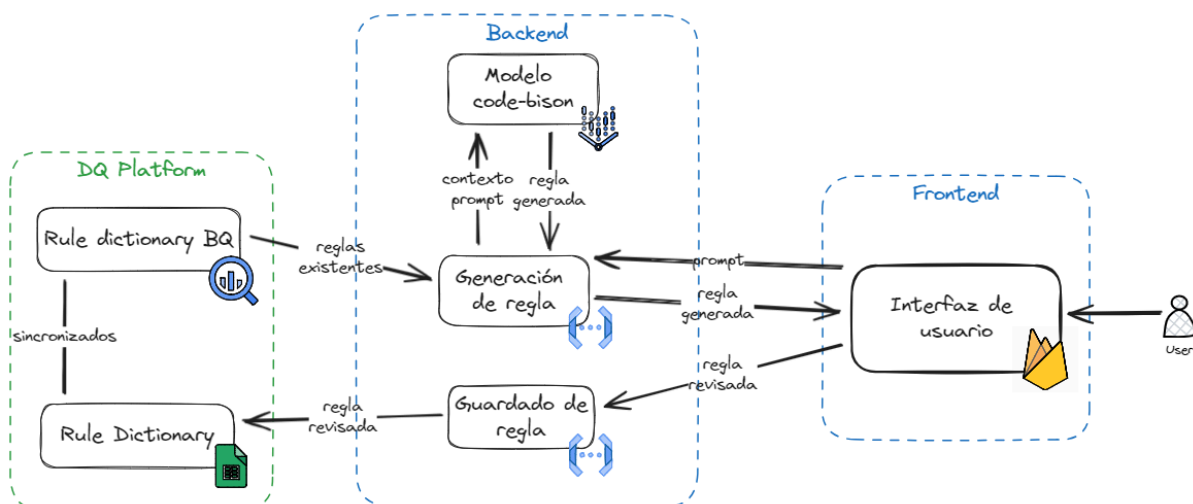 Backend
Modelo
code-bison
DQ Platform
contexto
prompt
regla
generada
Frontend
Rule dictionary BQ
reglas
existentes
Generación
de regla
prompt
regla
generada
Interfaz de
usuario
User
sincronizados
regla
revisada
Rule Dictionary
regla
revisada
Guardado de
regla